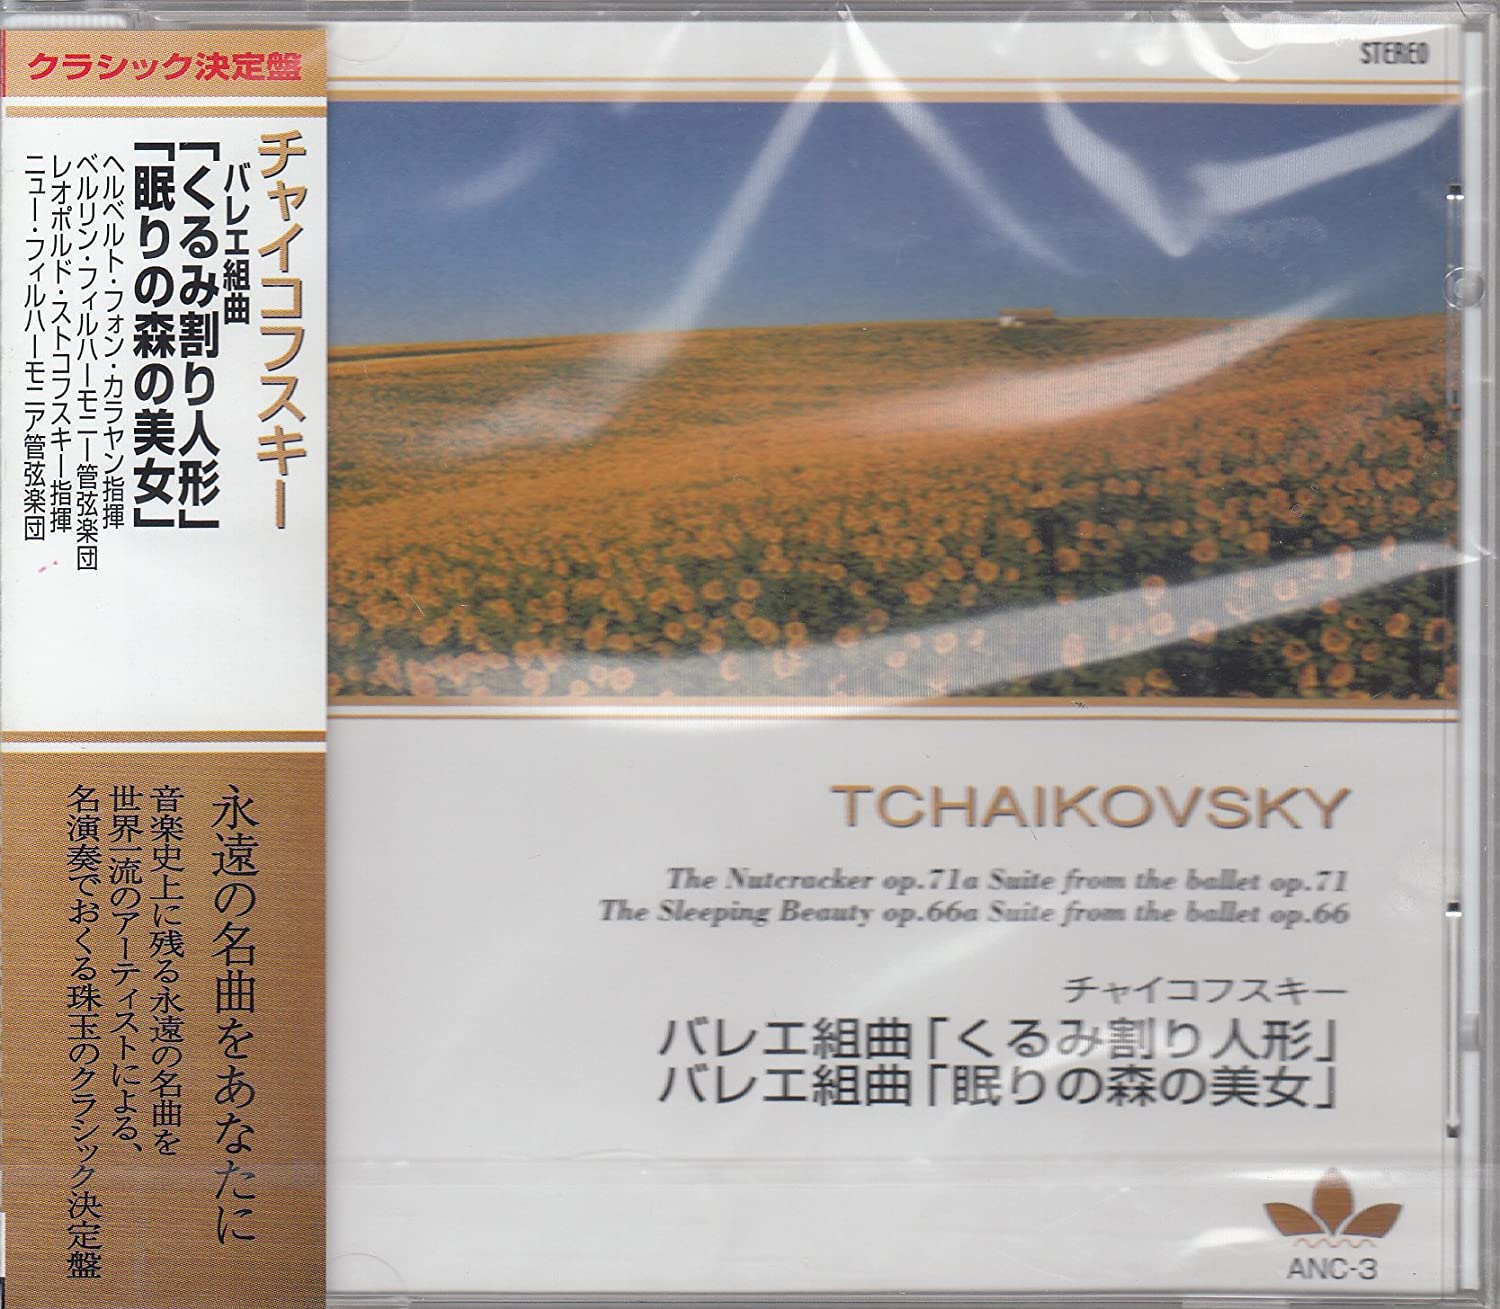 クラシック決定盤
チャイコフスキー
バレエ組曲
「くるみ割り人形」
「眠りの森の美女」
ヘルベルト・フォン・カラヤン指揮
ベルリン・フィルハーモニー管弦楽団
レオポルド・ストコフスキー指揮
ニュー・フィルハーモニア管弦楽団
永遠の名曲をあなたに
音楽史上に残る永遠の名曲を
世界一流のアーティストによる、
名演奏でおくる珠玉のクラシック決定盤
STEREO
TCHAIKOVSKY
The Nutcracker op.71a Suite from the ballet op.71
The Sleeping Beauty op.66a Suite from the ballet op.66
チャイコフスキー
バレエ組曲「くるみ割り人形」
バレエ組曲「眠りの森の美女」
ANC-3